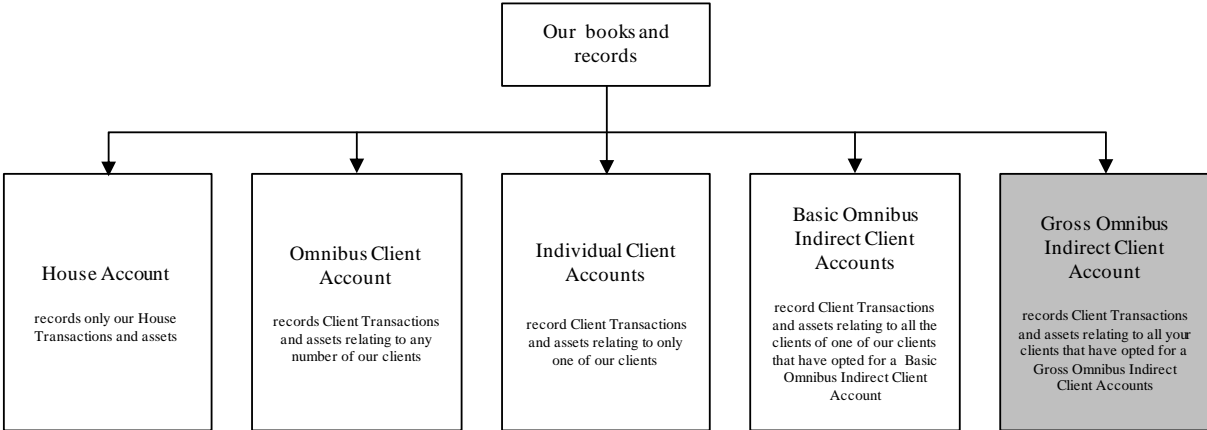 Our books and
records
House Account
records only our House
Transactions and assets
Omnibus Client
Account
records Client Transactions
and assets relating to any
number of our clients
Individual Client
Accounts
record Client Transactions
and assets relating to only
one of our clients
Basic Omnibus
Indirect Client
Accounts
record Client Transactions
and assets relating to all the
clients of one of our clients
that have opted for a Basic
Omnibus Indirect Client
Account
Gross Omnibus
Indirect Client
Account
records Client Transactions
and assets relating to all your
clients that have opted for a
Gross Omnibus Indirect
Client Accounts